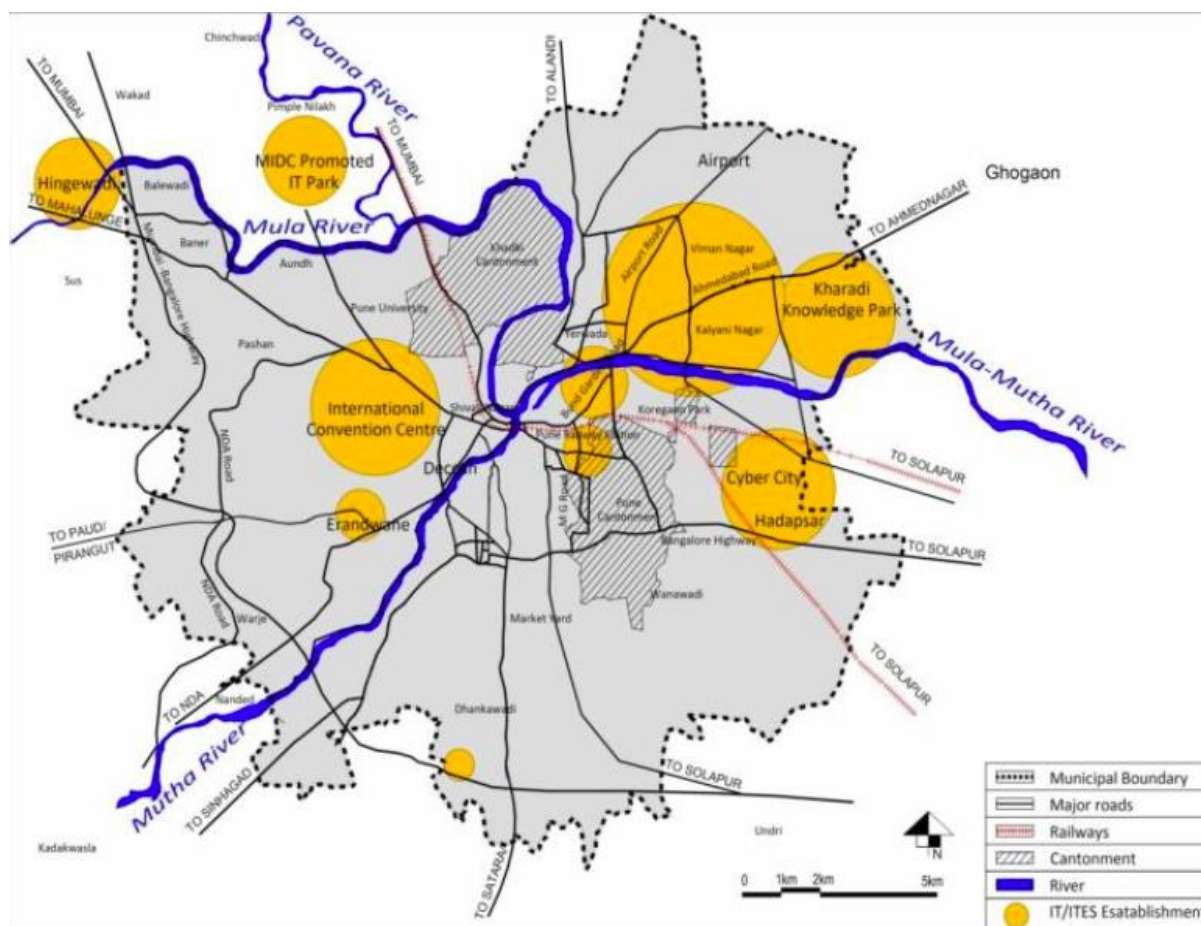 Chinchwad
Pavana River
TO MUMBAI
TO MUMBAI
TO ALANDI
Wakad
Pimple Nilakh
MIDC Promoted
IT Park
Airport
Ghogaon
Hingewadi
Balewadi
TO MAHALUNGE
Mula River
TO AHMEDNAGAR
Baner
Aundh
Khadki
Cantonment
Airport Road
Viman Nagar
Ahmedabad Road
Kharadi
Knowledge Park
Sus
Mumbai -Bangalore Highway
Pune University
Yerwada
Kalyani Nagar
Pashan
Mula-Mutha River
International
Convention Centre
Koregaon Park
NDA Road
M G Road
TO SOLAPUR
Cyber City
Hadapsar
Erandwane
Pune
Cantonment
TO PAUD/
PIRANGUT
Bangalore Highway
TO SOLAPUR
NDA Road
Wanawadi
Warje
Market Yard
TO SOLAPUR
TO NDA
Nanded
Dhankawadi
Mutha River
TO SINHAGAD
TO SOLAPUR
TO SATARA
Kadakwasla
Undri
N
0 1km 2km 5km
Municipal Boundary
Major roads
Railways
Cantonment
River
IT/ITES Esatablishment